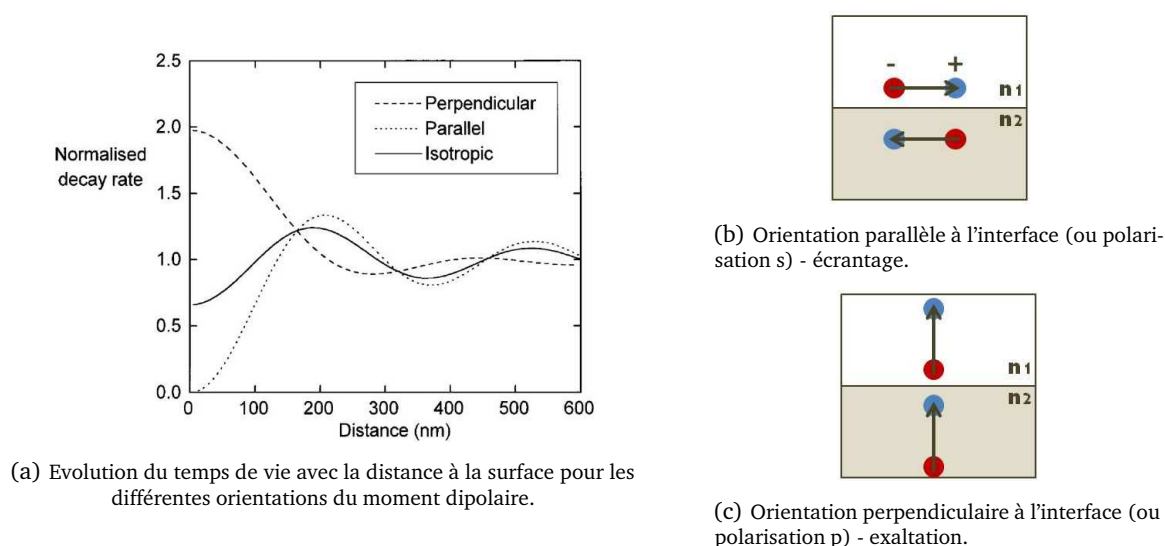 2.5
2.0
1.5
1.0
0.5
0.0
Normalised
decay rate
Perpendicular
Parallel
Isotropic
0 100 200 300 400 500 600
Distance (nm)
(a) Evolution du temps de vie avec la distance à la surface pour les
différentes orientations du moment dipolaire.
- +
n1
n2
(b) Orientation parallèle à l'interface (ou polari-
sation s) - écrantage.
n1
n2
(c) Orientation perpendiculaire à l'interface (ou
polarisation p) - exaltation.